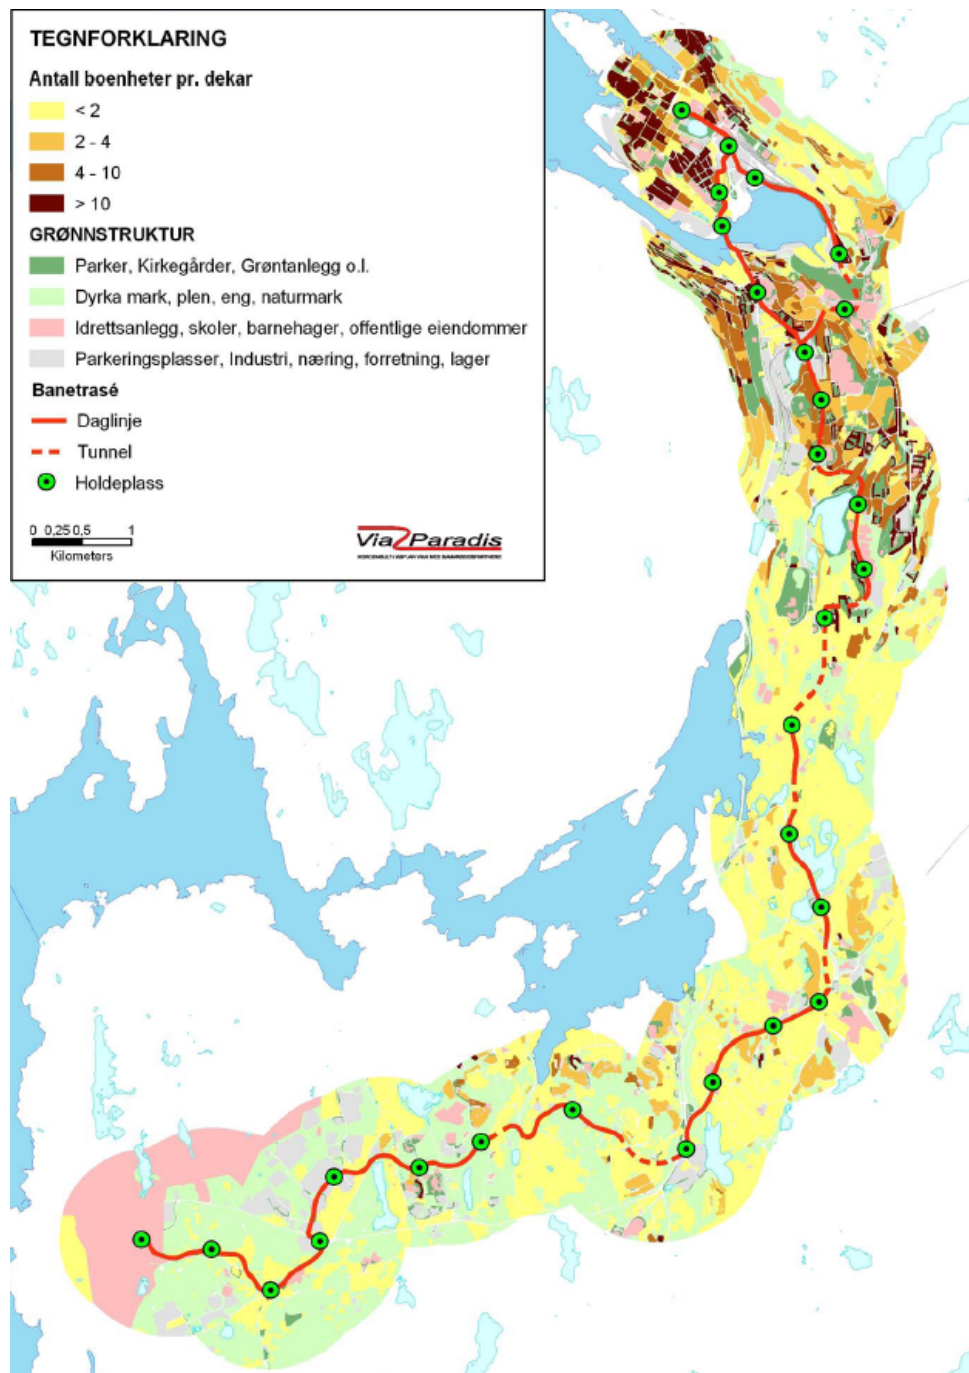 TEGNFORKLARING
Antall boenheter pr. dekar
< 2
2 - 4
4 - 10
> 10
GRØNNSTRUKTUR
Parker, Kirkegårder, Grøntanlegg o.l.
Dyrka mark, plen, eng, naturmark
Idrettsanlegg, skoler, barnehager, offentlige eiendommer
Parkeringsplasser, Industri, næring, forretning, lager
Banetrasé
Daglinje
Tunnel
Holdeplass
0 0,25 0,5 1
Kilometers
Via2Paradis